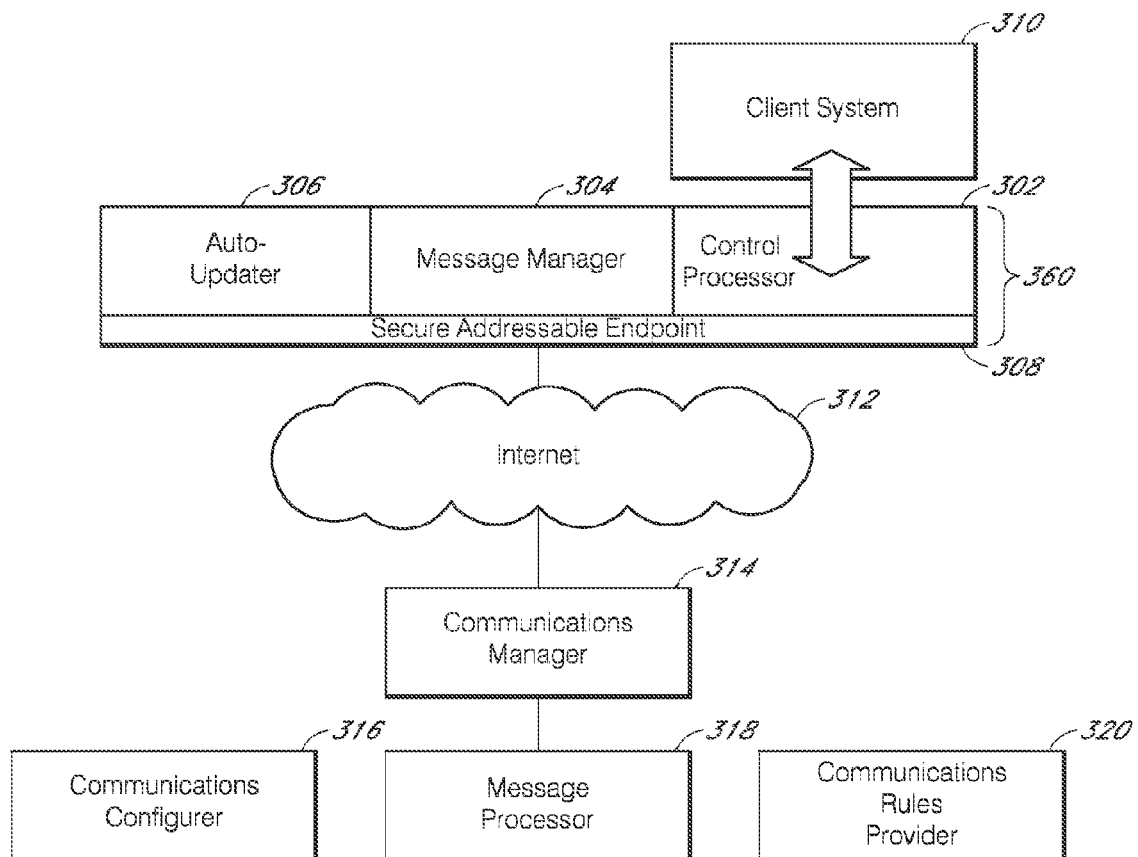 310
Client System
306
304
302
Auto-
Updater
Message Manager
Control
Processor
360
Secure Addressable Endpoint
308
312
Internet
314
Communications
Manager
316
318
320
Communications
Configurer
Message
Processor
Communications
Rules
Provider